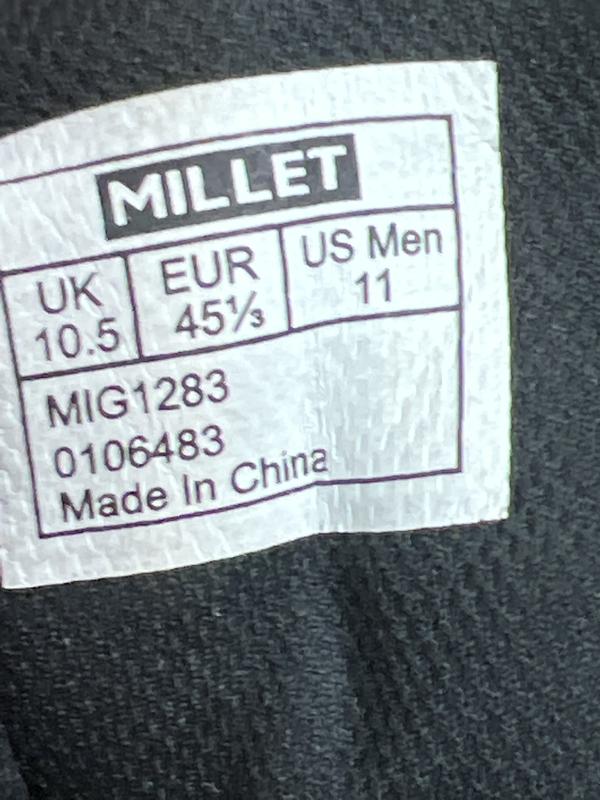 MILLET
UK EUR US Men
10.5 45⅓ 11
MIG1283
0106483
Made In China